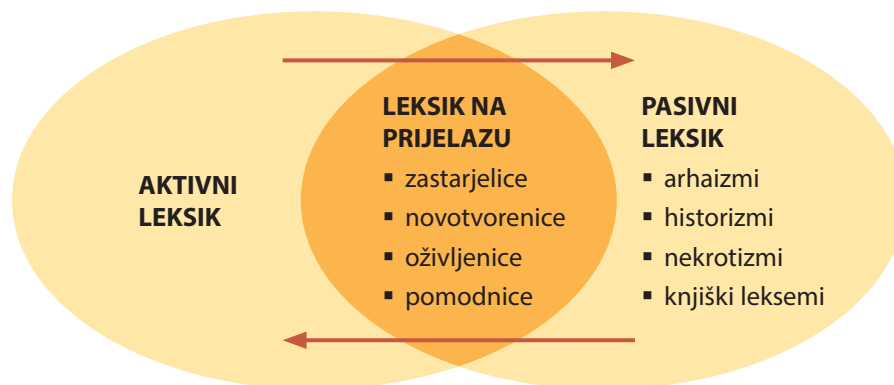 AKTIVNI
LEKSIK
LEKSIK NA
PRIJELAZU
▪ zastarjelice
▪ novotvorenice
▪ oživljenice
▪ pomodnice
PASIVNI
LEKSIK
▪ arhaizmi
▪ historizmi
▪ nekrotizmi
▪ knjiški leksemi